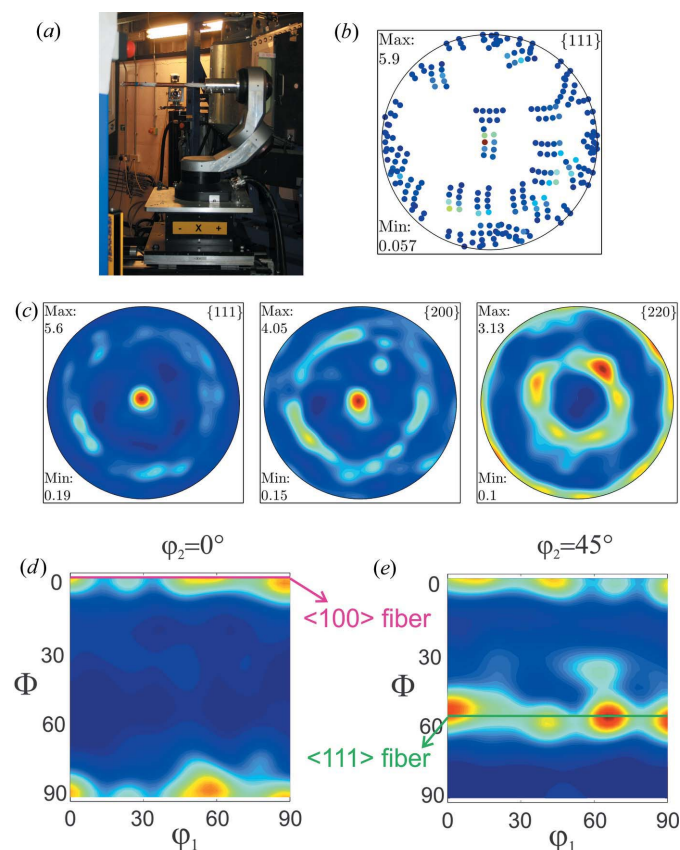 (a)
- X +
(b)
Max:
5.9
{111}
Min:
0.057
(c)
Max:
5.6
{111}
Min:
0.19
Max:
4.05
{200}
Min:
0.15
Max:
3.13
{220}
Min:
0.1
φ₂=0°
(d)
0
30
60
90
Φ
0 30 60 90
φ₁
<100> fiber
<111> fiber
φ₂=45°
(e)
0
30
60
90
Φ
0 30 60 90
φ₁